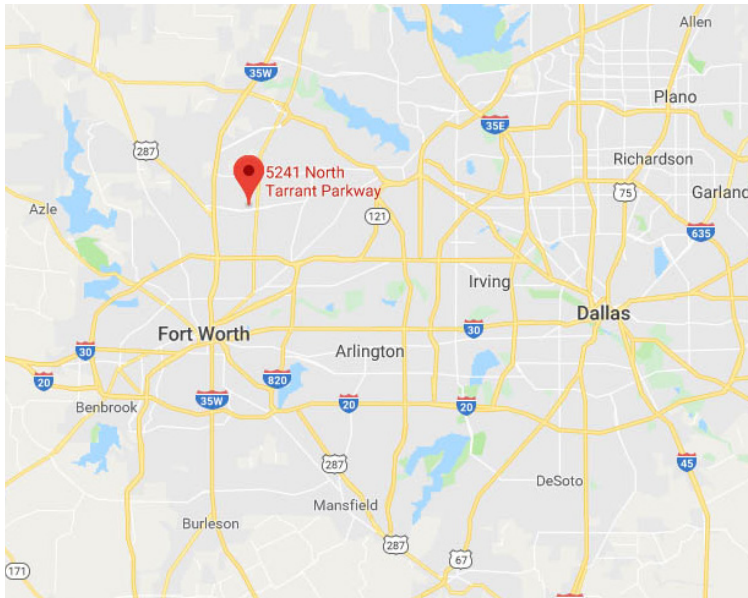 Allen
35W
Plano
35E
287
Richardson
5241 North
Tarrant Parkway
75
Garland
Azle
121
635
Irving
Dallas
Fort Worth
30
30
Arlington
20
820
35W
20
20
Benbrook
287
45
DeSoto
Mansfield
Burleson
287
67
171